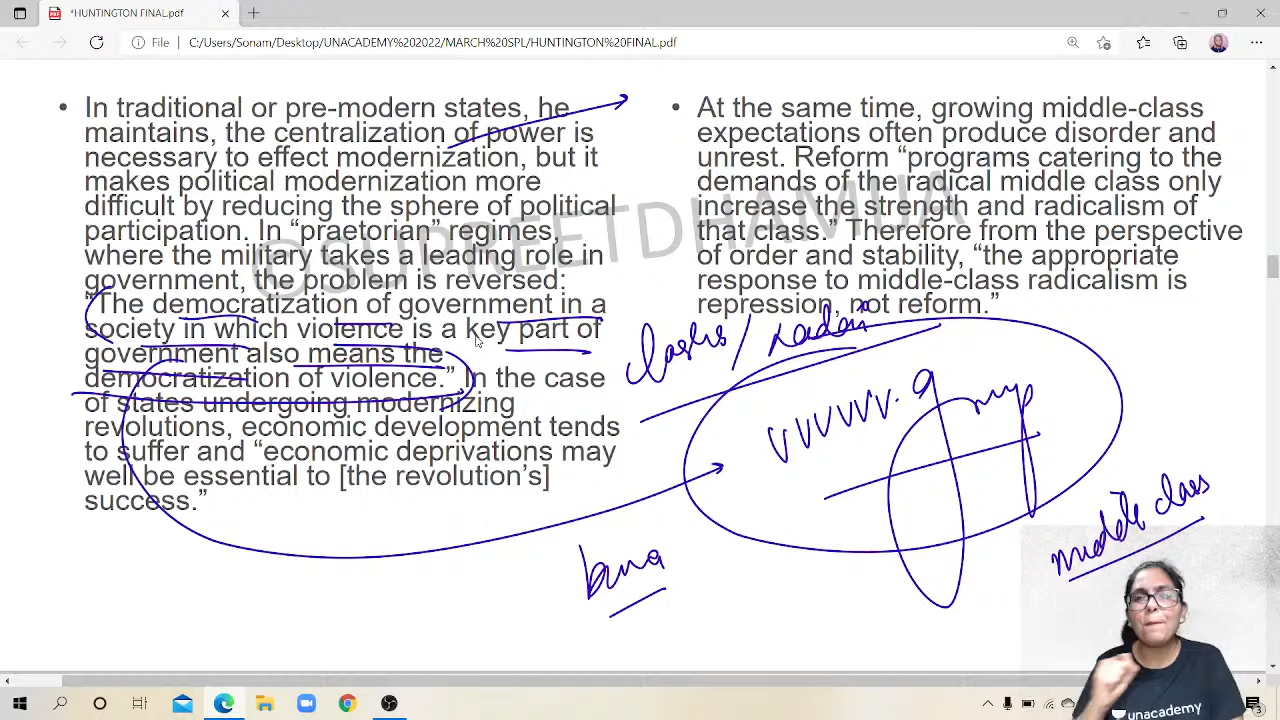 *HUNTINGTON FINAL.pdf
File | C:/Users/Sonam/Desktop/UNACADEMY%202022/MARCH%20SPL/HUNTINGTON%20FINAL.pdf
• In traditional or pre-modern states, he
maintains, the centralization of power is
necessary to effect modernization, but it
makes political modernization more
difficult by reducing the sphere of political
participation. In “praetorian” regimes,
where the military takes a leading role in
government, the problem is reversed:
“The democratization of government in a
society in which violence is a key part of
government also means the
democratization of violence.” In the case
of states undergoing modernizing
revolutions, economic development tends
to suffer and “economic deprivations may
well be essential to [the revolution’s]
success.”
• At the same time, growing middle-class
expectations often produce disorder and
unrest. Reform “programs catering to the
demands of the radical middle class only
increase the strength and radicalism of
that class.” Therefore from the perspective
of order and stability, “the appropriate
response to middle-class radicalism is
repression, not reform.”
@SUPREETDHAMIJA
middle class
unacademy
3